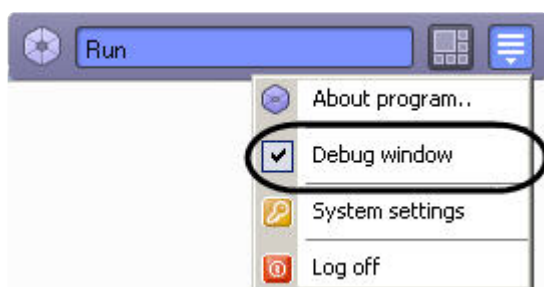 Run
About program..
Debug window
System settings
Log off